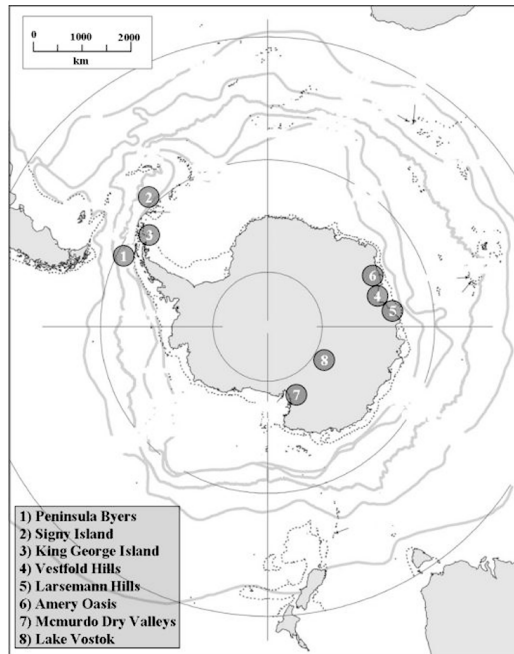 0 1000 2000
km
2
3
1
6
4
5
8
7
1) Peninsula Byers
2) Signy Island
3) King George Island
4) Vestfold Hills
5) Larsemann Hills
6) Amery Oasis
7) Mcmurdo Dry Valleys
8) Lake Vostok